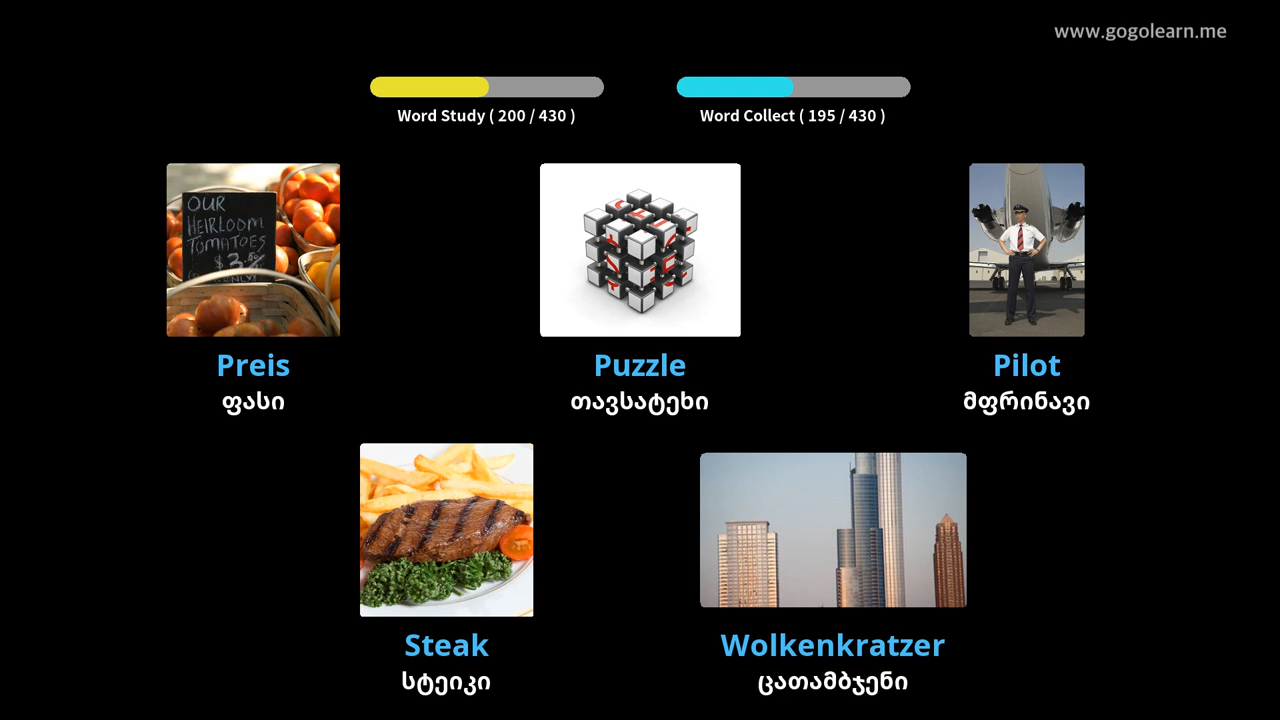 www.gogolearn.me
Word Study ( 200 / 430 )
Word Collect ( 195 / 430 )
OUR
HEIRLOOM
TOMATOES
Preis
ფასი
Puzzle
თავსატეხი
Pilot
მფრინავი
Steak
სტეიკი
Wolkenkratzer
ცათამბჯენი